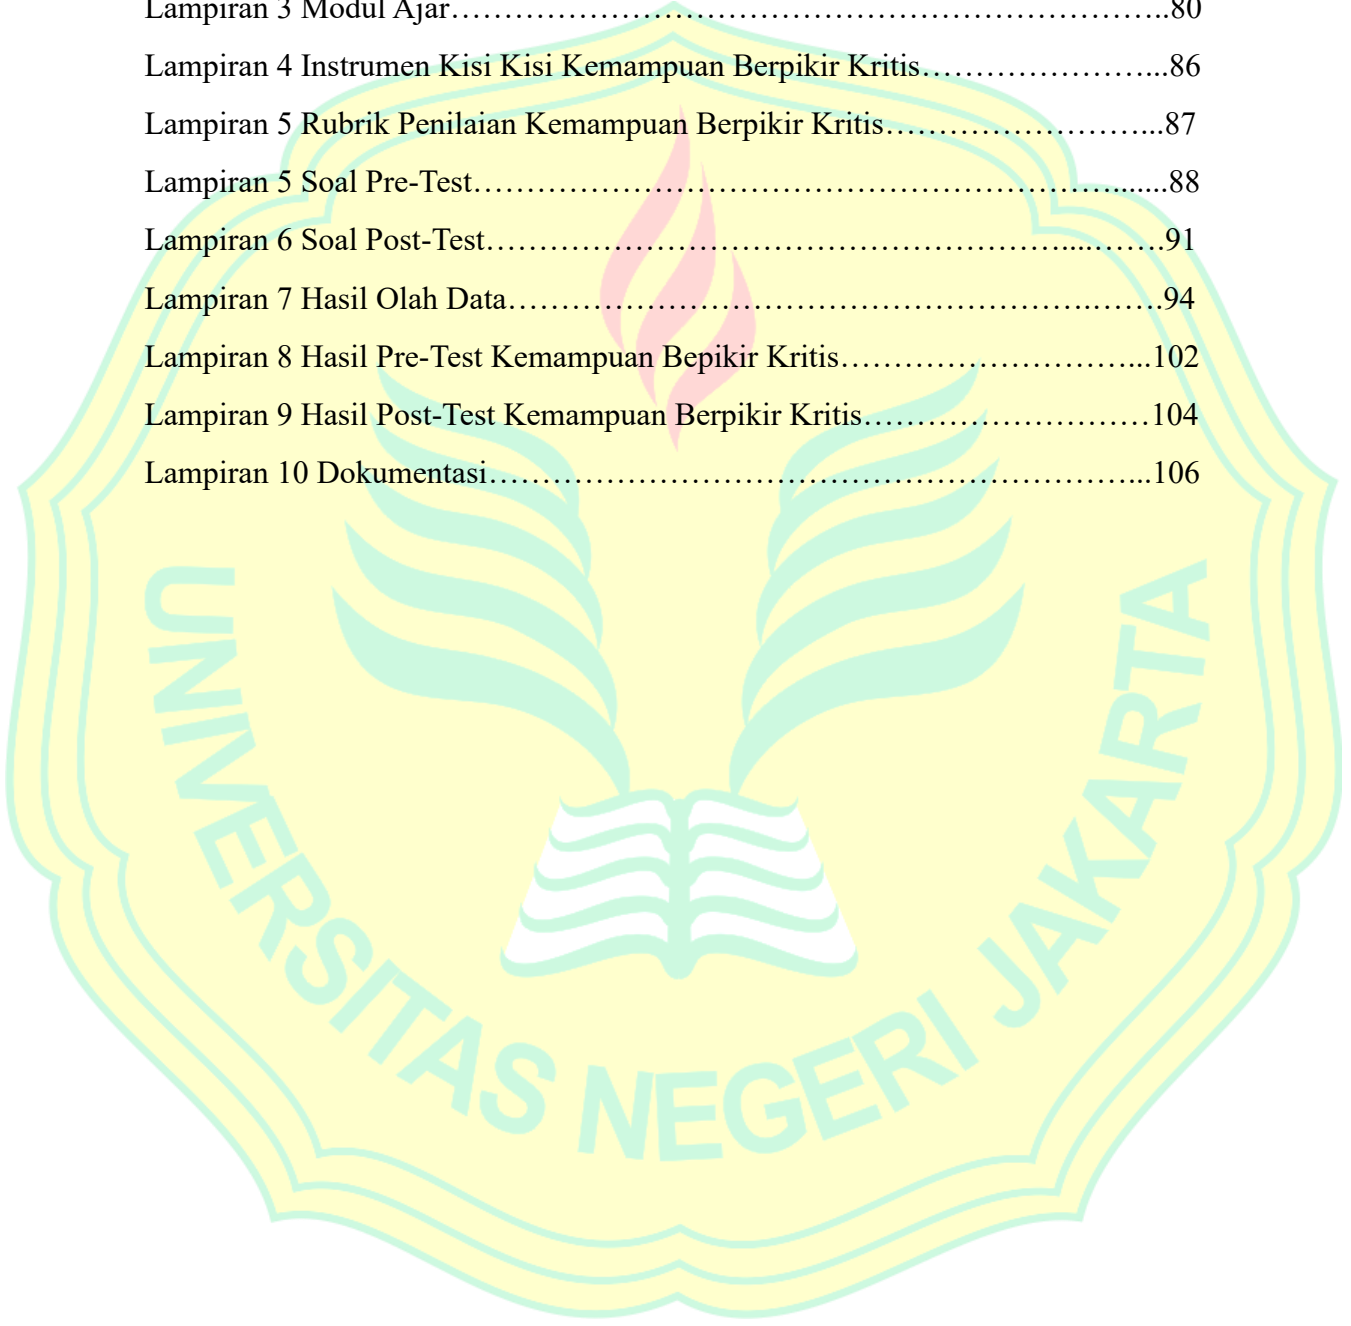 Lampiran 3 Modul Ajar……………………………………………………………………..80
Lampiran 4 Instrumen Kisi Kisi Kemampuan Berpikir Kritis…………………...86
Lampiran 5 Rubrik Penilaian Kemampuan Berpikir Kritis……………………...87
Lampiran 5 Soal Pre-Test……………………………………………………….......88
Lampiran 6 Soal Post-Test…………………………………………………....…….91
Lampiran 7 Hasil Olah Data……………………………………………………….…….94
Lampiran 8 Hasil Pre-Test Kemampuan Bepikir Kritis………………………...102
Lampiran 9 Hasil Post-Test Kemampuan Berpikir Kritis………………………104
Lampiran 10 Dokumentasi…………………………………………………………...106
UNIVERSITAS NEGERI JAKARTA